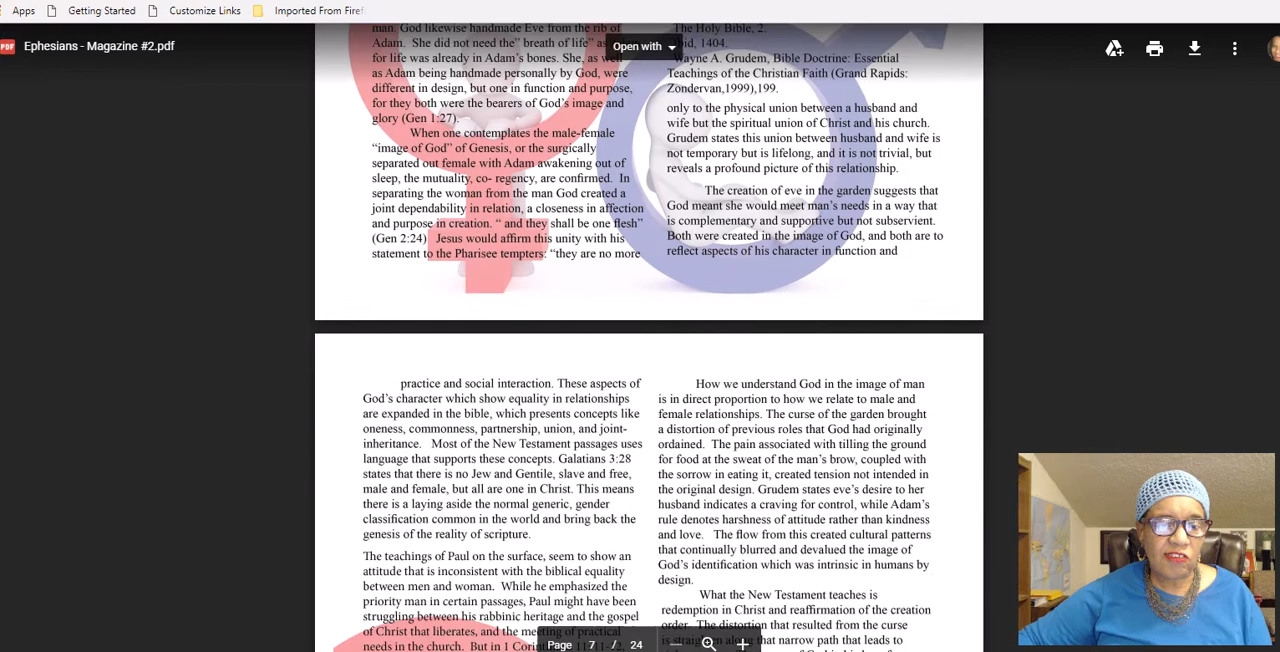 Apps Getting Started Customize Links Imported From Firef
PDF Ephesians - Magazine #2.pdf
Open with
man. God likewise handmade Eve from the rib of
Adam. She did not need the" breath of life" as
for life was already in Adam's bones. She, as well
as Adam being handmade personally by God, were
different in design, but one in function and purpose,
for they both were the bearers of God's image and
glory (Gen 1:27).
When one contemplates the male-female
"image of God" of Genesis, or the surgically
separated out female with Adam awakening out of
sleep, the mutuality, co- regency, are confirmed. In
separating the woman from the man God created a
joint dependability in relation, a closeness in affection
and purpose in creation. " and they shall be one flesh"
(Gen 2:24) Jesus would affirm this unity with his
statement to the Pharisee tempters: "they are no more
The Holy Bible, 2.
bid, 1404.
Wayne A. Grudem, Bible Doctrine: Essential
Teachings of the Christian Faith (Grand Rapids:
Zondervan,1999),199.
only to the physical union between a husband and
wife but the spiritual union of Christ and his church.
Grudem states this union between husband and wife is
not temporary but is lifelong, and it is not trivial, but
reveals a profound picture of this relationship.
The creation of eve in the garden suggests that
God meant she would meet man's needs in a way that
is complementary and supportive but not subservient.
Both were created in the image of God, and both are to
reflect aspects of his character in function and
practice and social interaction. These aspects of
God's character which show equality in relationships
are expanded in the bible, which presents concepts like
oneness, commonness, partnership, union, and joint-
inheritance. Most of the New Testament passages uses
language that supports these concepts. Galatians 3:28
states that there is no Jew and Gentile, slave and free,
male and female, but all are one in Christ. This means
there is a laying aside the normal generic, gender
classification common in the world and bring back the
genesis of the reality of scripture.
The teachings of Paul on the surface, seem to show an
attitude that is inconsistent with the biblical equality
between men and woman. While he emphasized the
priority man in certain passages, Paul might have been
struggling between his rabbinic heritage and the gospel
of Christ that liberates, and the meeting of practical
needs in the church. But in 1
How we understand God in the image of man
is in direct proportion to how we relate to male and
female relationships. The curse of the garden brought
a distortion of previous roles that God had originally
ordained. The pain associated with tilling the ground
for food at the sweat of the man's brow, coupled with
the sorrow in eating it, created tension not intended in
the original design. Grudem states eve's desire to her
husband indicates a craving for control, while Adam's
rule denotes harshness of attitude rather than kindness
and love. The flow from this created cultural patterns
that continually blurred and devalued the image of
God's identification which was intrinsic in humans by
design.
What the New Testament teaches is
redemption in Christ and reaffirmation of the creation
order. The distortion that resulted from the curse
is straighten along that narrow path that leads to
Page 7 / 24